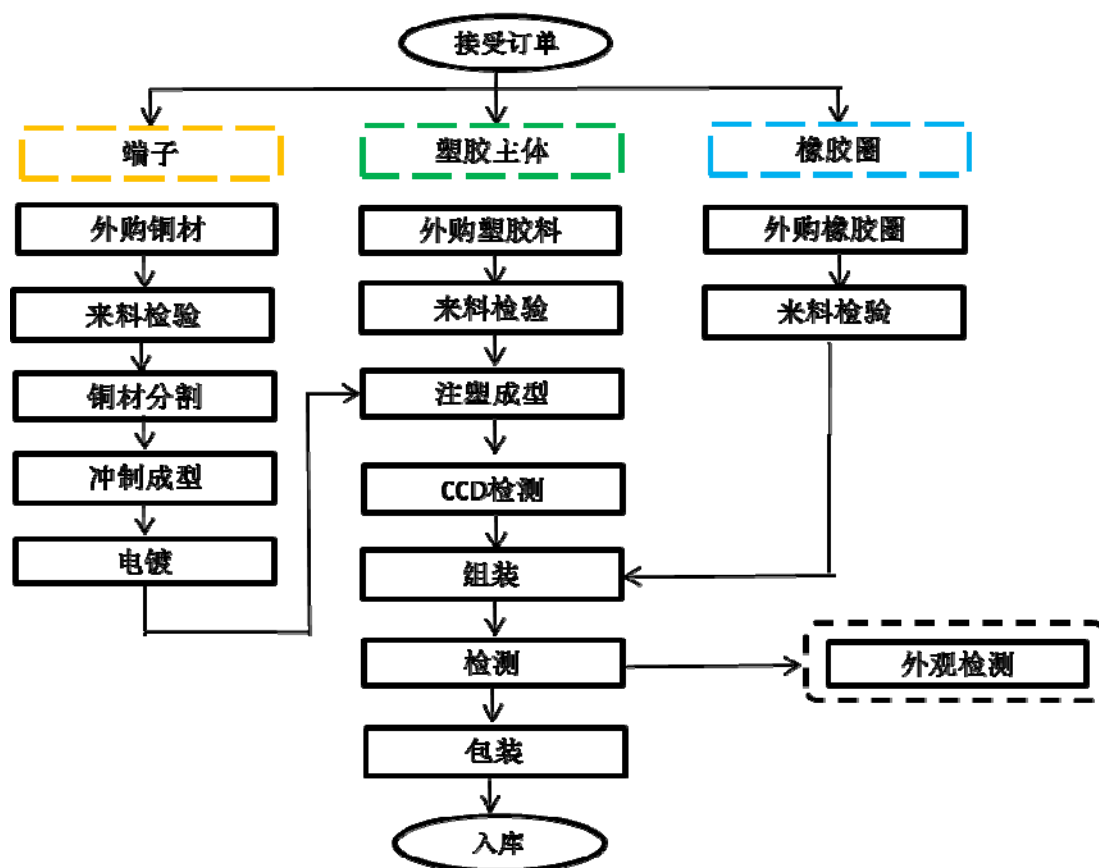 接受订单
端子
塑胶主体
橡胶圈
外购铜材
外购塑胶料
外购橡胶圈
来料检验
来料检验
来料检验
铜材分割
注塑成型
冲制成型
CCD检测
电镀
组装
检测
外观检测
包装
入库